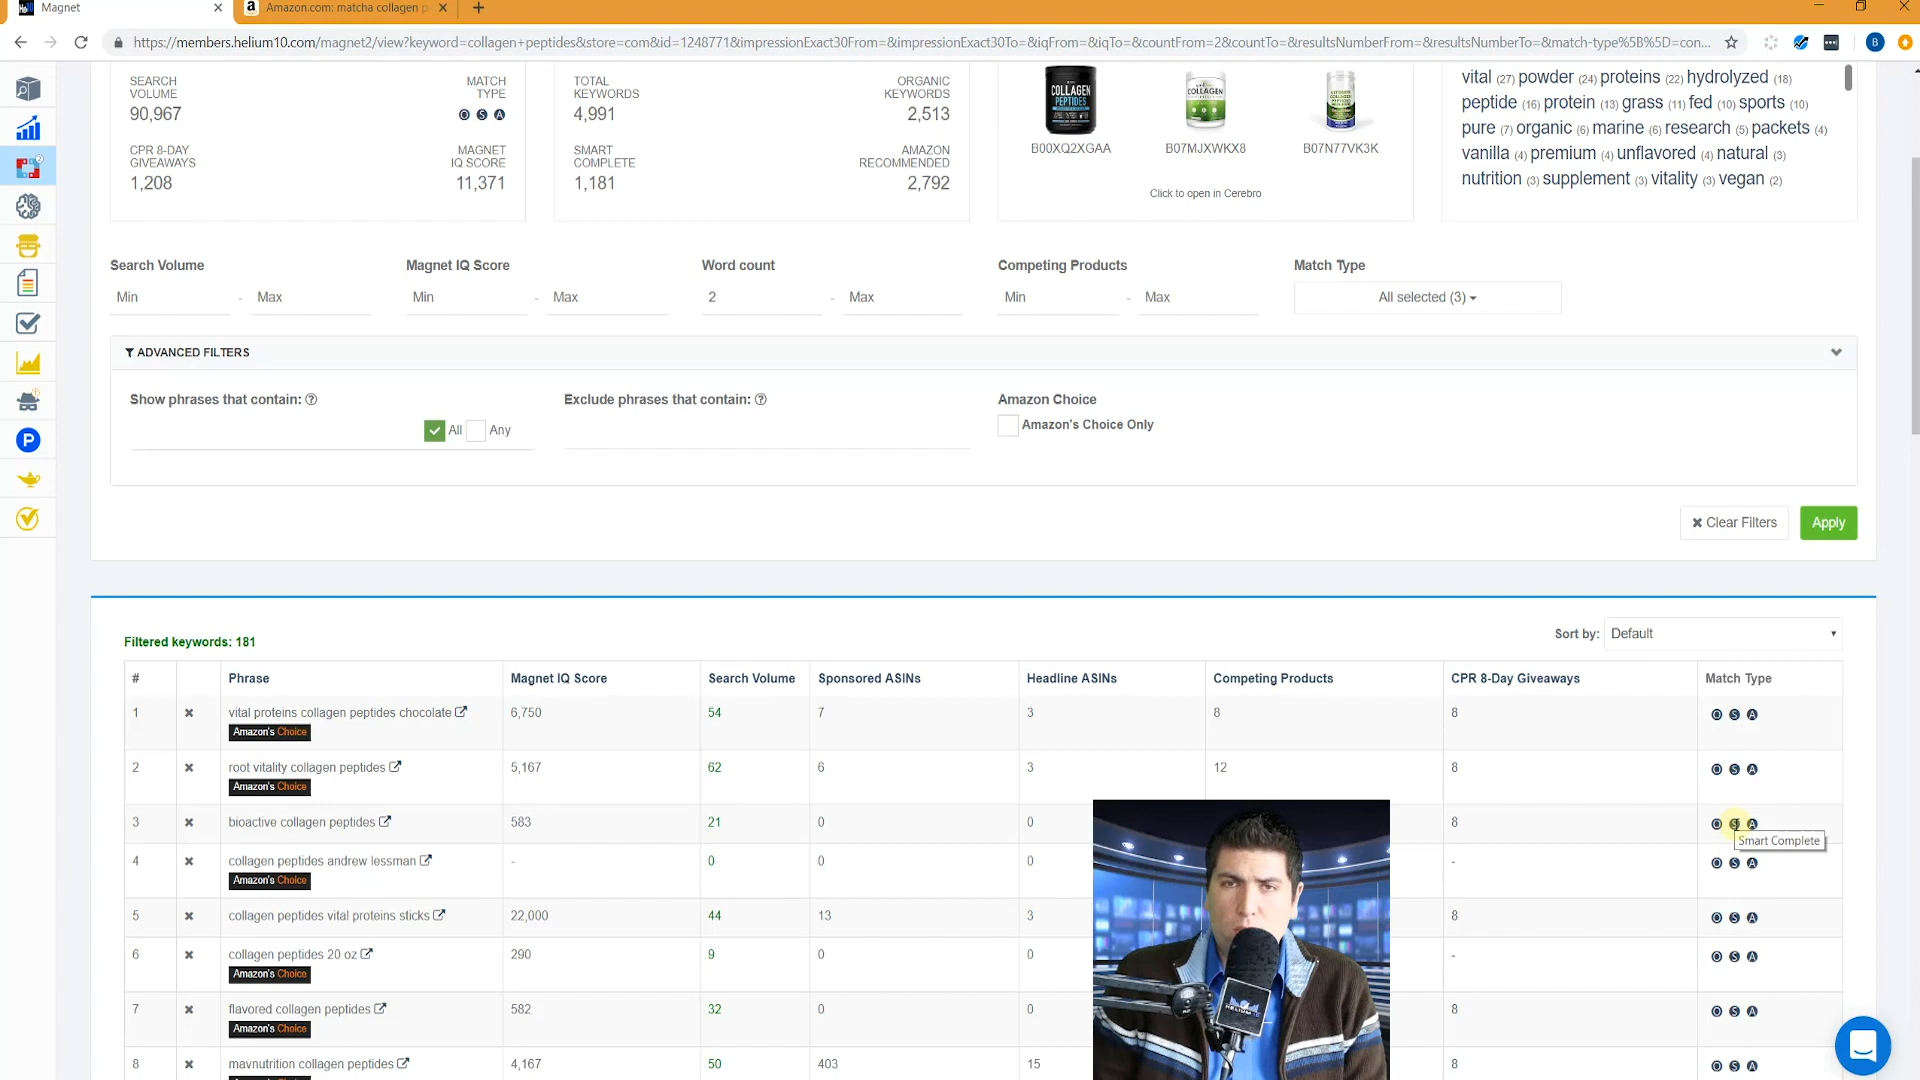 Magnet
Amazon.com: matcha collagen p
https://members.helium10.com/magnet2/view?keyword=collagen+peptides&store=com&id=1248771&impressionExact30From=&impressionExact30To=&iqFrom=&iqTo=&countFrom=2&countTo=&resultsNumberFrom=&resultsNumberTo=&match-type%5B%5D=con...
B
SEARCH VOLUME
90,967
MATCH TYPE
O S A
CPR 8-DAY GIVEAWAYS
1,208
MAGNET IQ SCORE
11,371
TOTAL KEYWORDS
4,991
ORGANIC KEYWORDS
2,513
SMART COMPLETE
1,181
AMAZON RECOMMENDED
2,792
COLLAGEN PEPTIDES
COLLAGEN
B00XQ2XGAA B07MJXWKX8 B07N77VK3K
Click to open in Cerebro
vital (27) powder (24) proteins (22) hydrolyzed (18)
peptide (16) protein (13) grass (11) fed (10) sports (10)
pure (7) organic (6) marine (6) research (5) packets (4)
vanilla (4) premium (4) unflavored (4) natural (3)
nutrition (3) supplement (3) vitality (3) vegan (2)
Search Volume Magnet IQ Score Word count Competing Products Match Type
Min - Max Min - Max 2 - Max Min - Max All selected (3)
ADVANCED FILTERS
Show phrases that contain: Exclude phrases that contain: Amazon Choice
All Any Amazon's Choice Only
P
Clear Filters Apply
Filtered keywords: 181
Sort by: Default
# Phrase Magnet IQ Score Search Volume Sponsored ASINs Headline ASINs Competing Products CPR 8-Day Giveaways Match Type
1 vital proteins collagen peptides chocolate 6,750 54 7 3 8 8 O S A
Amazon's Choice
2 root vitality collagen peptides 5,167 62 6 3 12 8 O S A
Amazon's Choice
3 bioactive collagen peptides 583 21 0 0 8 O S A
Smart Complete
4 collagen peptides andrew lessman - 0 0 0 - O S A
Amazon's Choice
5 collagen peptides vital proteins sticks 22,000 44 13 3 8 O S A
6 collagen peptides 20 oz 290 9 0 0 - O S A
Amazon's Choice
7 flavored collagen peptides 582 32 0 0 8 O S A
Amazon's Choice
8 mavnutrition collagen peptides 4,167 50 403 15 8 O S A
HELIUM 10